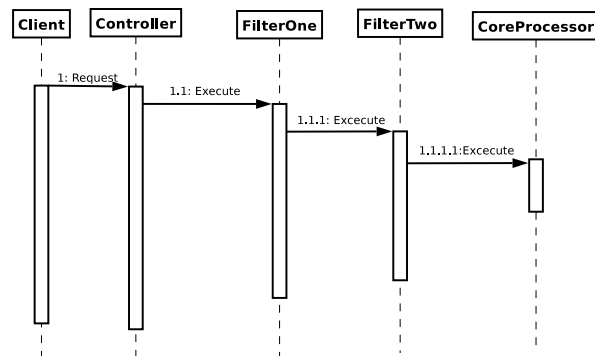 Client
Controller
FilterOne
FilterTwo
CoreProcessor
1: Request
1.1: Execute
1.1.1: Excecute
1.1.1.1:Excecute